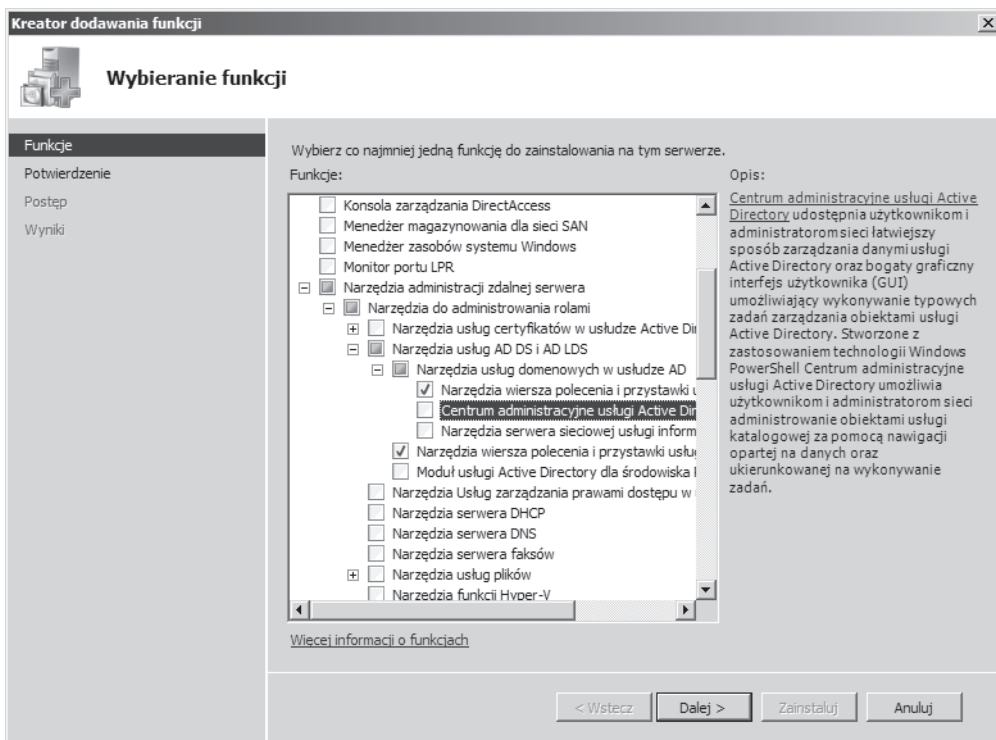 Kreator dodawania funkcji
Wybieranie funkcji
Funkcje
Potwierdzenie
Postęp
Wyniki
Wybierz co najmniej jedną funkcję do zainstalowania na tym serwerze.
Funkcje:
Konsola zarządzania DirectAccess
Menedżer magazynowania dla sieci SAN
Menedżer zasobów systemu Windows
Monitor portu LPR
Narzędzia administracji zdalnej serwera
Narzędzia do administrowania rolami
Narzędzia usług certyfikatów w usłudze Active Di
Narzędzia usług AD DS i AD LDS
Narzędzia usług domenowych w usłudze AD
Narzędzia wiersza polecenia i przystawki u
Centrum administracyjne usługi Active Dir
Narzędzia serwera sieciowej usługi inform
Narzędzia wiersza polecenia i przystawki usłu
Moduł usługi Active Directory dla środowiska
Narzędzia Usług zarządzania prawami dostępu w
Narzędzia serwera DHCP
Narzędzia serwera DNS
Narzędzia serwera faksów
Narzędzia usług plików
Narzędzia funkcji Hyper-V
Więcej informacji o funkcjach
Opis:
Centrum administracyjne usługi Active
Directory udostępnia użytkownikom i
administratorom sieci łatwiejszy
sposób zarządzania danymi usługi
Active Directory oraz bogaty graficzny
interfejs użytkownika (GUI)
umożliwiający wykonywanie typowych
zadań zarządzania obiektami usługi
Active Directory. Stworzone z
zastosowaniem technologii Windows
PowerShell Centrum administracyjne
usługi Active Directory umożliwia
użytkownikom i administratorom sieci
administrowanie obiektami usługi
katalogowej za pomocą nawigacji
opartej na danych oraz
ukierunkowanej na wykonywanie
zadań.
< Wstecz
Dalej >
Zainstaluj
Anuluj